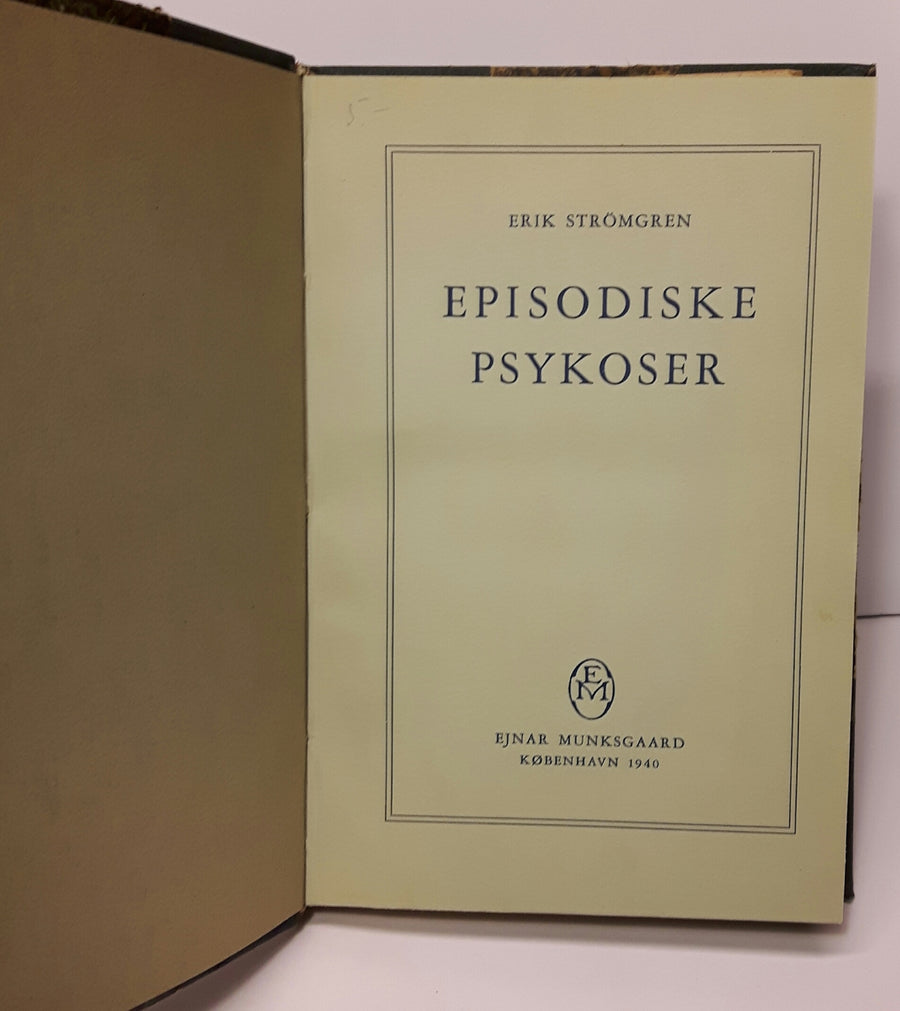 5.-
ERIK STRÖMGREN
EPISODISKE
PSYKOSER
EM
EJNAR MUNKSGAARD
KØBENHAVN 1940